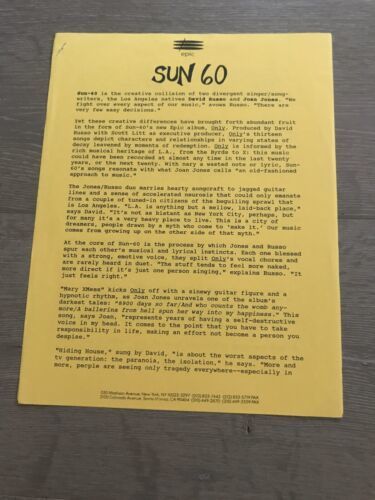 epic
SUN 60
Sun-60 is the creative collision of two divergent singer/song-
writers, the Los Angeles natives David Russo and Joan Jones. "We
fight over every aspect of our music," avows Russo. "There are
very few easy decisions."
Yet these creative differences have brought forth abundant fruit
in the form of Sun-60's new Epic album, Only. Produced by David
Russo with Scott Litt as executive producer, Only's thirteen
songs depict characters and relationships in varying states of
decay leavened by moments of redemption. Only is informed by the
rich musical heritage of L.A., from the Byrds to X: this music
could have been recorded at almost any time in the last twenty
years, or in the next twenty. With nary a wasted note or lyric, Sun-
60's songs resonate with what Joan Jones calls "an old-fashioned
approach to music."
The Jones/Russo duo marries hearty songcraft to jagged guitar
lines and a sense of accelerated neurosis that could only emanate
from a couple of tuned-in citizens of the beguiling sprawl that
is Los Angeles. "L.A. is anything but a mellow, laid-back place,"
says David. "It's not as blatant as New York City, perhaps, but
for many it's a very heavy place to live. This is a city of
dreamers, people drawn by a myth who come to 'make it.' Our music
comes from growing up on the other side of that myth."
At the core of Sun-60 is the process by which Jones and Russo
spur each other's musical and lyrical instincts. Each one blessed
with a strong, emotive voice, they split Only's vocal chores and
are rarely heard in duet. "The stuff tends to feel more naked,
more direct if it's just one person singing," explains Russo. "It
just feels right."
"Mary XMess" kicks Only off with a sinewy guitar figure and a
hypnotic rhythm, as Joan Jones unravels one of the album's
darkest tales: days so far/And who counts the womb any-
more/A ballerina from hell spun her way into my happiness." This
song, says Joan, "represents years of having a self-destructive
voice in my head. It comes to the point that you have to take
responsibility in life, making an effort not become a person you
despise."
"Hiding House," sung by David, "is about the worst aspects of the
tv generation: the paranoia, the isolation," he says. "More and
more, people are seeing only tragedy everywhere--especially in
550 Madison Avenue, New York, NY 10022-3297
2100 Colorado Avenue, Santa Monica, CA 90404